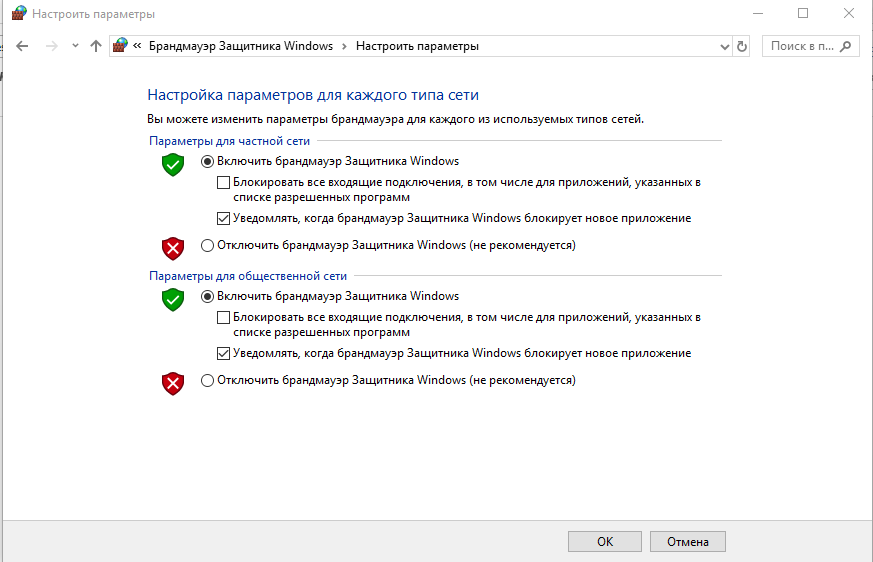 Настроить параметры
« Брандмауэр Защитника Windows › Настроить параметры
Поиск в п...
Настройка параметров для каждого типа сети
Вы можете изменить параметры брандмауэра для каждого из используемых типов сетей.
Параметры для частной сети
Включить брандмауэр Защитника Windows
Блокировать все входящие подключения, в том числе для приложений, указанных в
списке разрешенных программ
Уведомлять, когда брандмауэр Защитника Windows блокирует новое приложение
Отключить брандмауэр Защитника Windows (не рекомендуется)
Параметры для общественной сети
Включить брандмауэр Защитника Windows
Блокировать все входящие подключения, в том числе для приложений, указанных в
списке разрешенных программ
Уведомлять, когда брандмауэр Защитника Windows блокирует новое приложение
Отключить брандмауэр Защитника Windows (не рекомендуется)
OK
Отмена